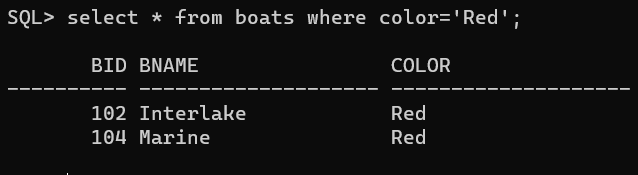 SQL> select * from boats where color='Red';
       BID BNAME                COLOR
---------- -------------------- --------------------
       102 Interlake            Red
       104 Marine               Red